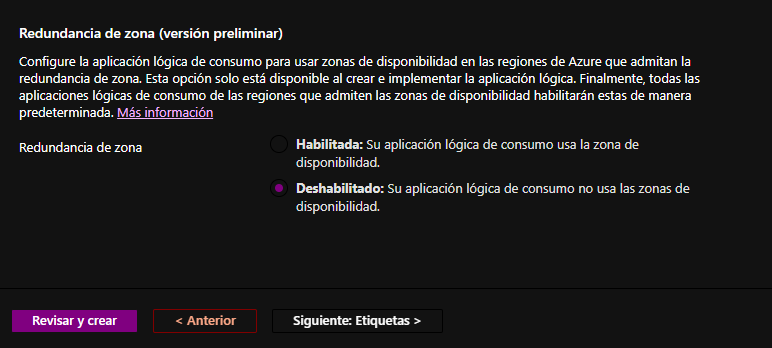 Redundancia de zona (versión preliminar)
Configure la aplicación lógica de consumo para usar zonas de disponibilidad en las regiones de Azure que admitan la
redundancia de zona. Esta opción solo está disponible al crear e implementar la aplicación lógica. Finalmente, todas las
aplicaciones lógicas de consumo de las regiones que admiten las zonas de disponibilidad habilitarán estas de manera
predeterminada. Más información
Redundancia de zona
Habilitada: Su aplicación lógica de consumo usa la zona de
disponibilidad.
Deshabilitado: Su aplicación lógica de consumo no usa las zonas de
disponibilidad.
Revisar y crear
< Anterior
Siguiente: Etiquetas >